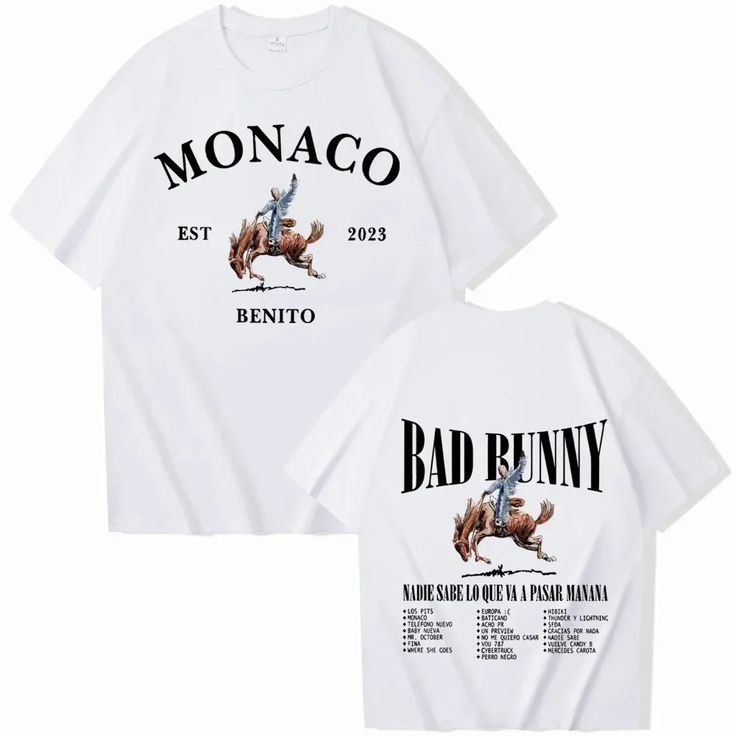 MONACO
EST 2023
BENITO
BAD BUNNY
NADIE SABE LO QUE VA A PASAR MANANA
LOS PITS
MONACO
TELEFONO NUEVO
BABY NUEVA
MR. OCTOBER
FINA
WHERE SHE GOES
EUROPA :(
BATICANO
ACHO PR
UN PREVIEW
NO ME QUIERO CASAR
VOU 787
CYBERTRUCK
PERRO NEGRO
HIBIKI
THUNDER Y LIGHTNING
SEDA
GRACIAS POR NADA
NADIE SABE
VUELVE CANDY B
MERCEDES CAROTA